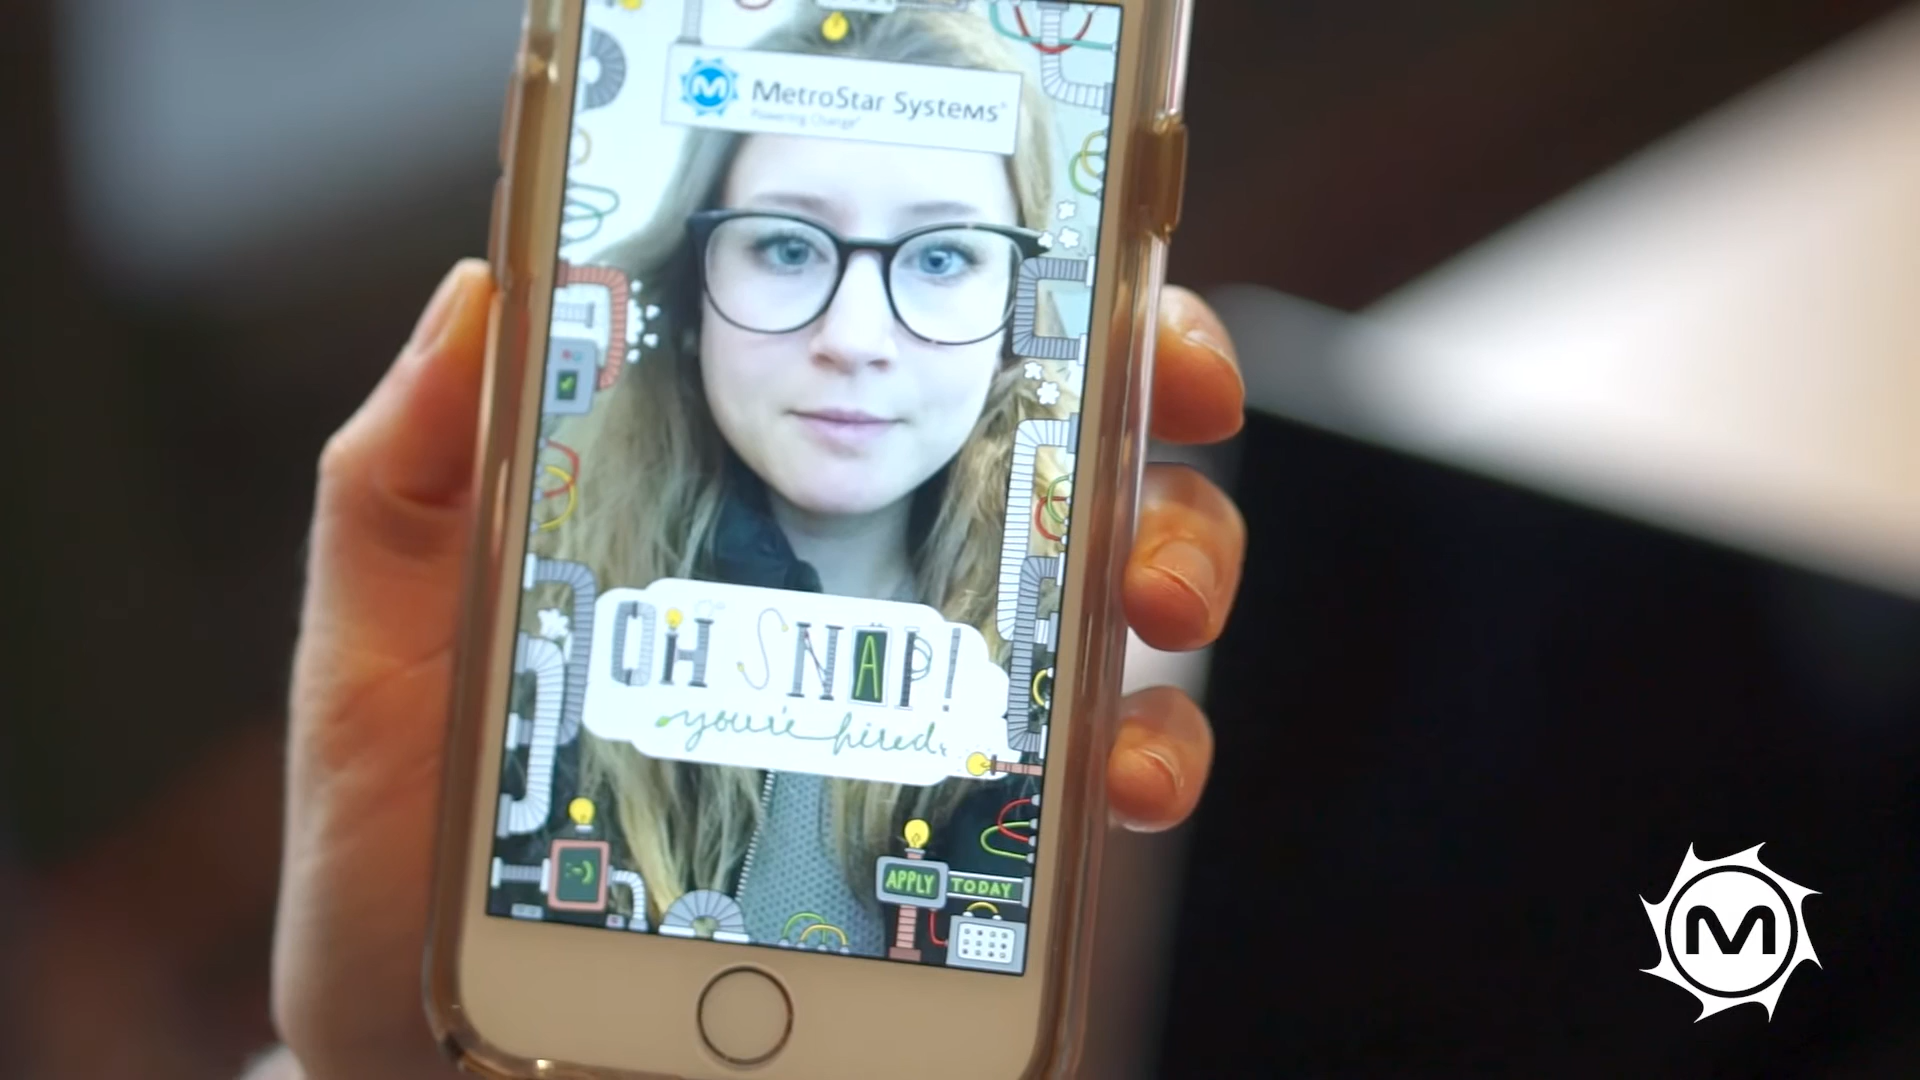 MetroStar Systems
Powering Change
OH SNAP!
you're hired.
:-)
APPLY TODAY
M